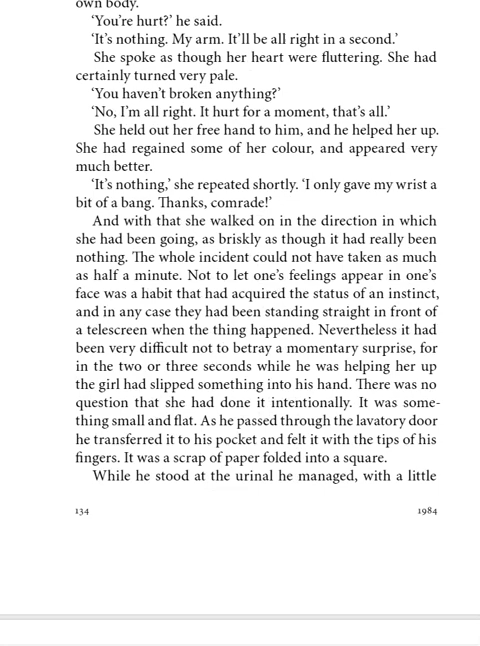 own body.
‘You’re hurt?’ he said.
‘It’s nothing. My arm. It’ll be all right in a second.’
She spoke as though her heart were fluttering. She had
certainly turned very pale.
‘You haven’t broken anything?’
‘No, I’m all right. It hurt for a moment, that’s all.’
She held out her free hand to him, and he helped her up.
She had regained some of her colour, and appeared very
much better.
‘It’s nothing,’ she repeated shortly. ‘I only gave my wrist a
bit of a bang. Thanks, comrade!’
And with that she walked on in the direction in which
she had been going, as briskly as though it had really been
nothing. The whole incident could not have taken as much
as half a minute. Not to let one’s feelings appear in one’s
face was a habit that had acquired the status of an instinct,
and in any case they had been standing straight in front of
a telescreen when the thing happened. Nevertheless it had
been very difficult not to betray a momentary surprise, for
in the two or three seconds while he was helping her up
the girl had slipped something into his hand. There was no
question that she had done it intentionally. It was some-
thing small and flat. As he passed through the lavatory door
he transferred it to his pocket and felt it with the tips of his
fingers. It was a scrap of paper folded into a square.
While he stood at the urinal he managed, with a little
134 1984